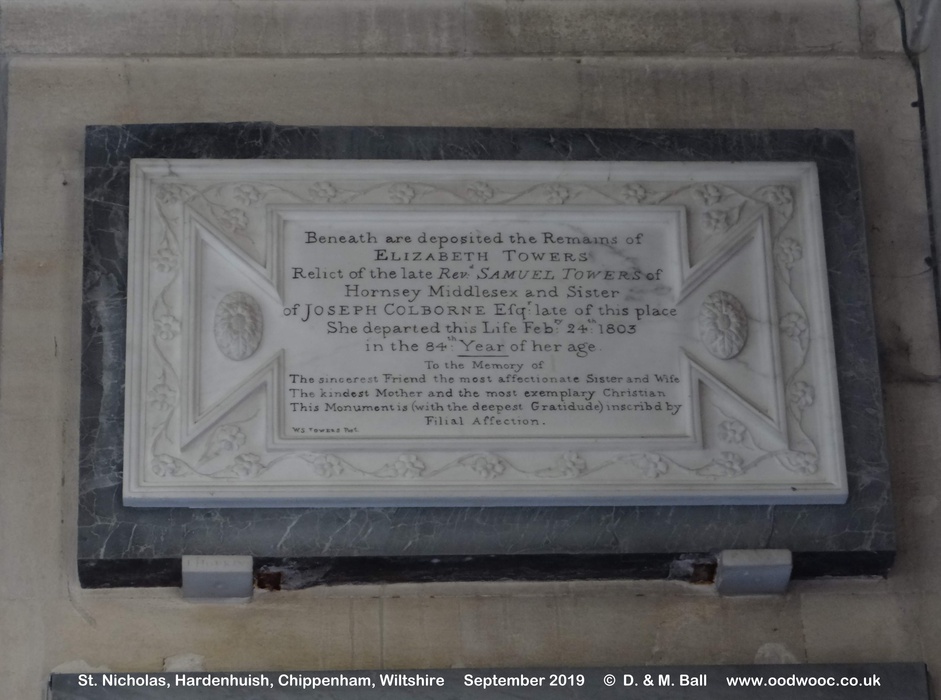 Beneath are deposited the Remains of
ELIZABETH TOWERS
Relict of the late Revd. SAMUEL TOWERS of
Hornsey Middlesex and Sister
of JOSEPH COLBORNE Esqr. late of this place
She departed this Life Feby. 24th. 1803
in the 84th. Year of her age.
To the Memory of
The sincerest Friend the most affectionate Sister and Wife
The kindest Mother and the most exemplary Christian
This Monument is (with the deepest Gratidude) inscribd by
Filial Affection.
W.S. TOWERS
St. Nicholas, Hardenhuish, Chippenham, Wiltshire September 2019 © D. & M. Ball www.oodwooc.co.uk